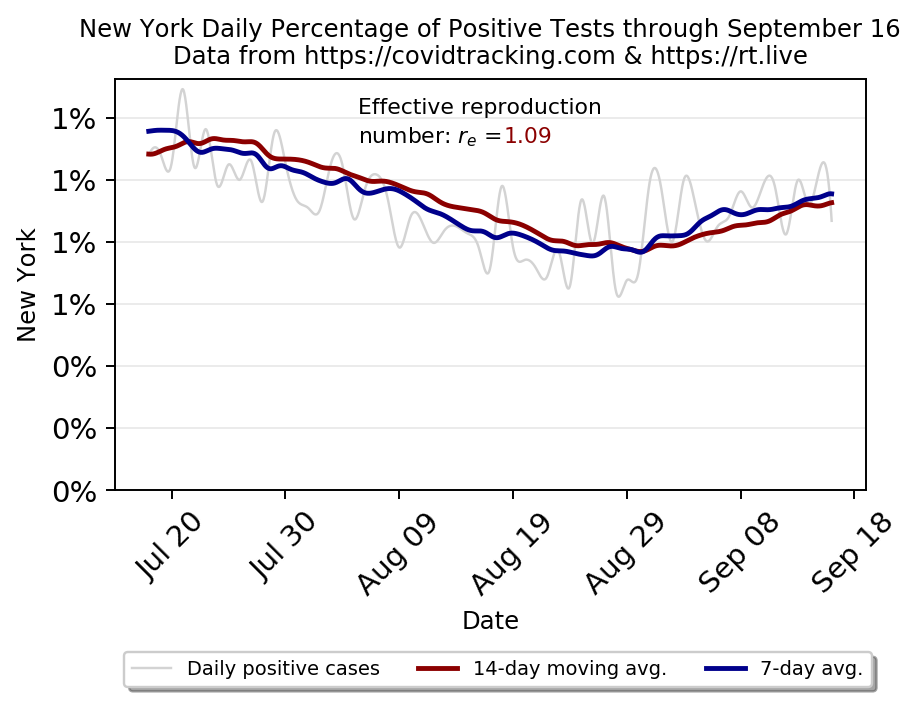 New York Daily Percentage of Positive Tests through September 16
Data from https://covidtracking.com & https://rt.live
Effective reproduction
number: rₑ =1.09
1%
1%
1%
1%
0%
0%
0%
New York
Jul 20
Jul 30
Aug 09
Aug 19
Aug 29
Sep 08
Sep 18
Date
Daily positive cases
14-day moving avg.
7-day avg.